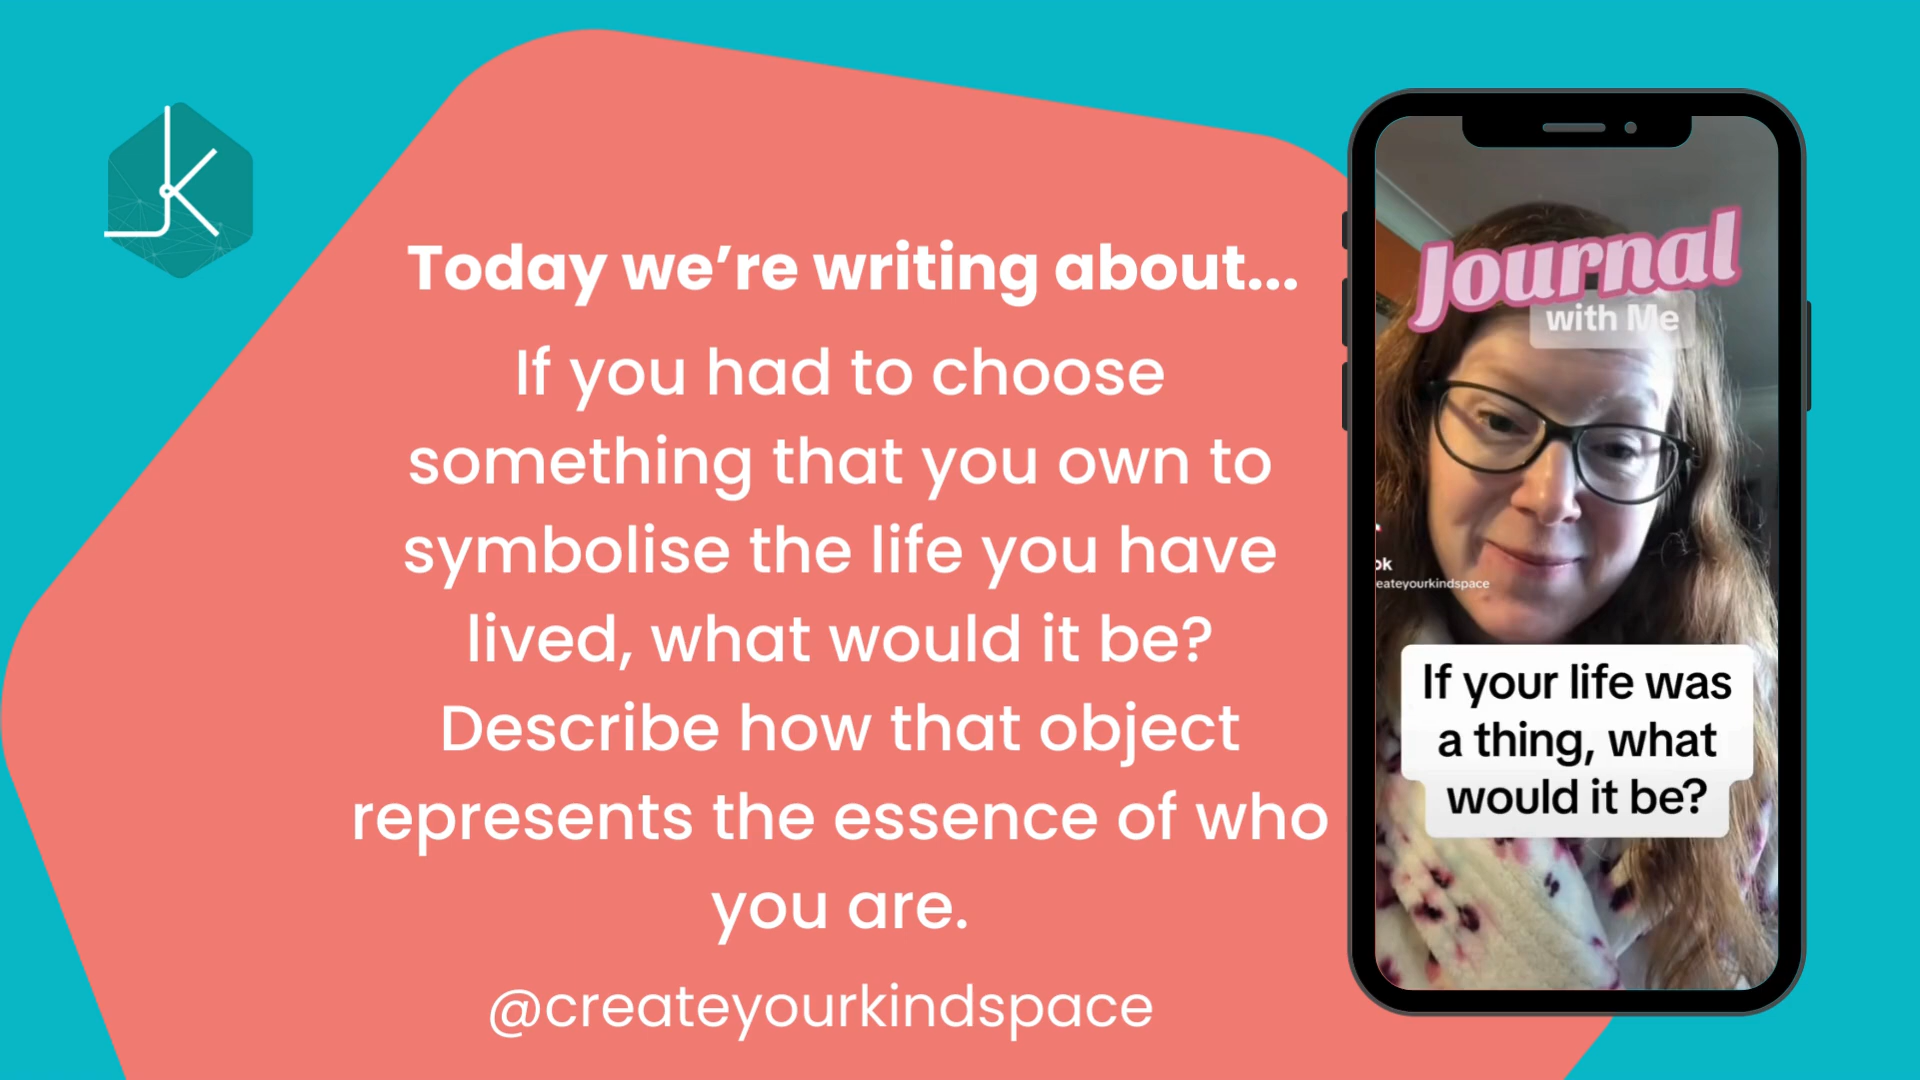 Today we’re writing about...
If you had to choose
something that you own to
symbolise the life you have
lived, what would it be?
Describe how that object
represents the essence of who
you are.
@createyourkindspace
Journal
with Me
ok
eateyourkindspace
If your life was
a thing, what
would it be?